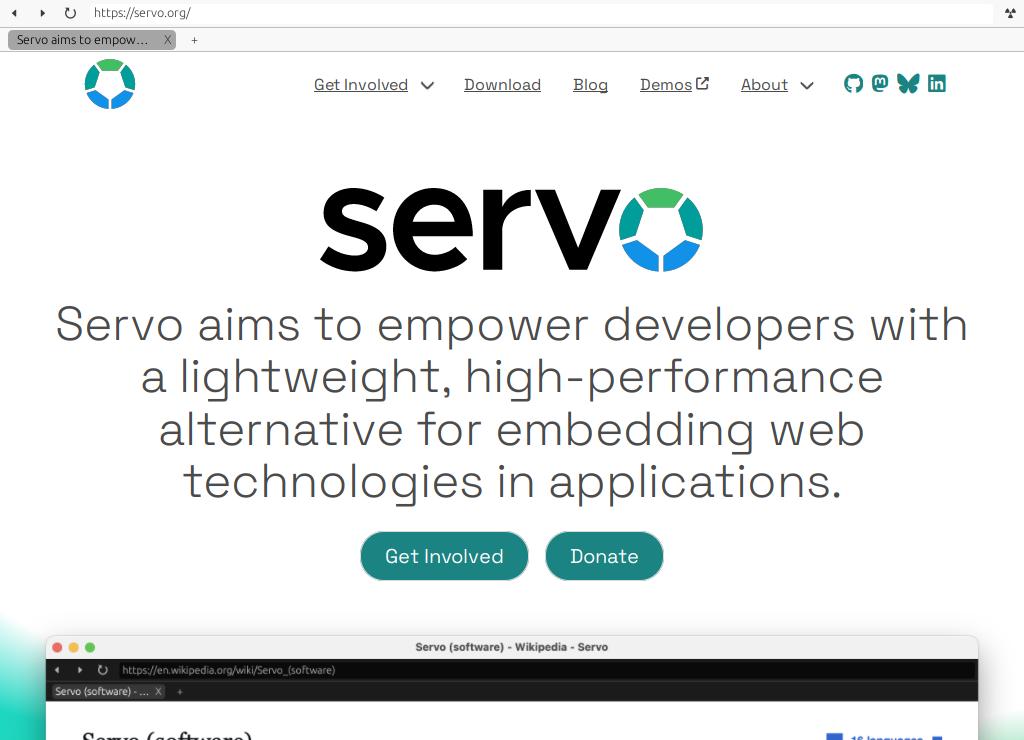 https://servo.org/
Servo aims to empow... X +
Get Involved Download Blog Demos About
servo
Servo aims to empower developers with
a lightweight, high-performance
alternative for embedding web
technologies in applications.
Get Involved Donate
Servo (software) - Wikipedia - Servo
https://en.wikipedia.org/wiki/Servo_(software)
Servo (software) - ... X +
Servo (software) 16 languages